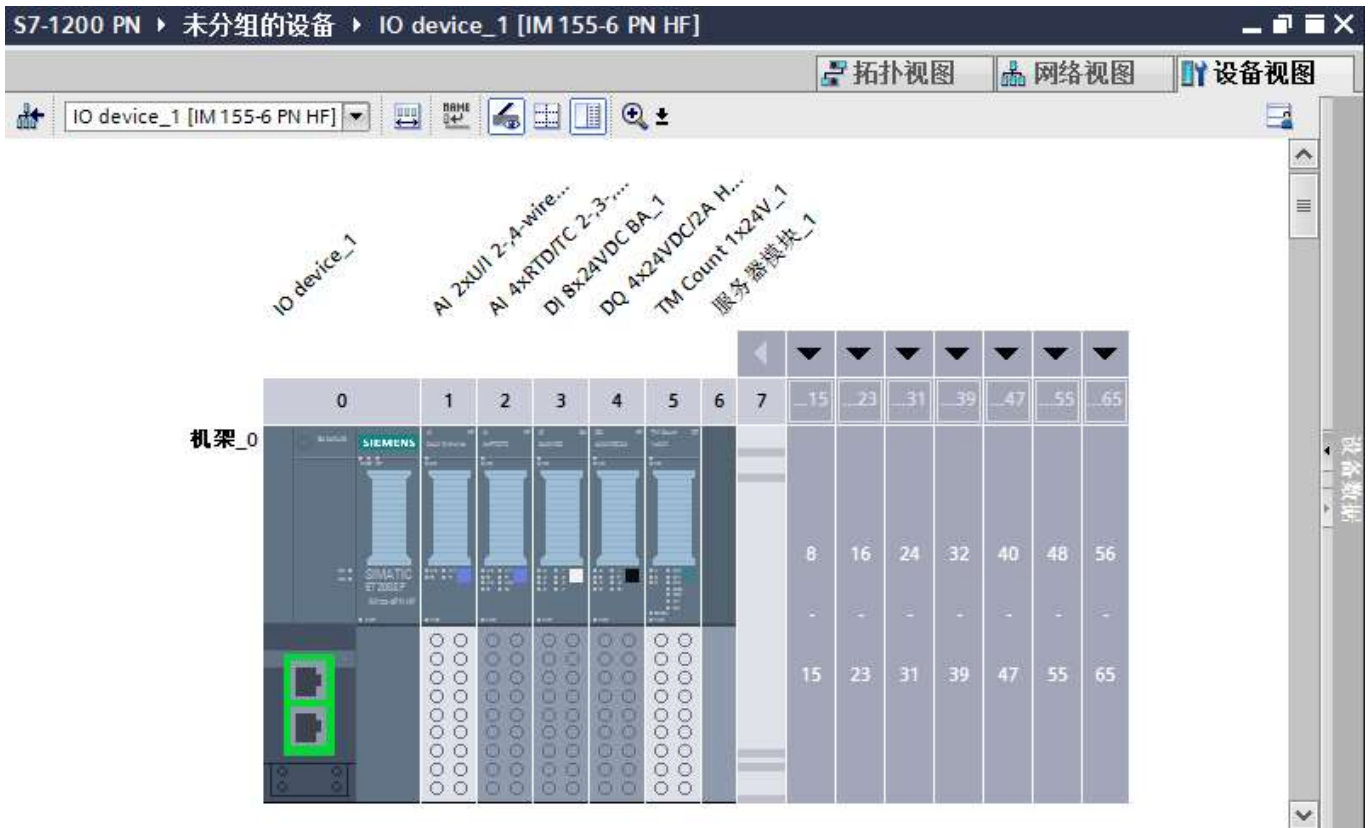 S7-1200 PN ▸ 未分组的设备 ▸ IO device_1 [IM 155-6 PN HF]
拓扑视图 网络视图 设备视图
IO device_1 [IM 155-6 PN HF]
IO device_1
AI 2xU/I 2-,4-wire...
AI 4xRTD/TC 2-,3-,...
DI 8x24VDC BA_1
DQ 4x24VDC/2A H...
TM Count 1x24V_1
服务器模块_1
0 1 2 3 4 5 6 7 ...15 ...23 ...31 ...39 ...47 ...55 ...65
机架_0
SIEMENS
8 16 24 32 40 48 56
- - - - - - -
15 23 31 39 47 55 65
SIMATIC
ET 200SP
设备数据